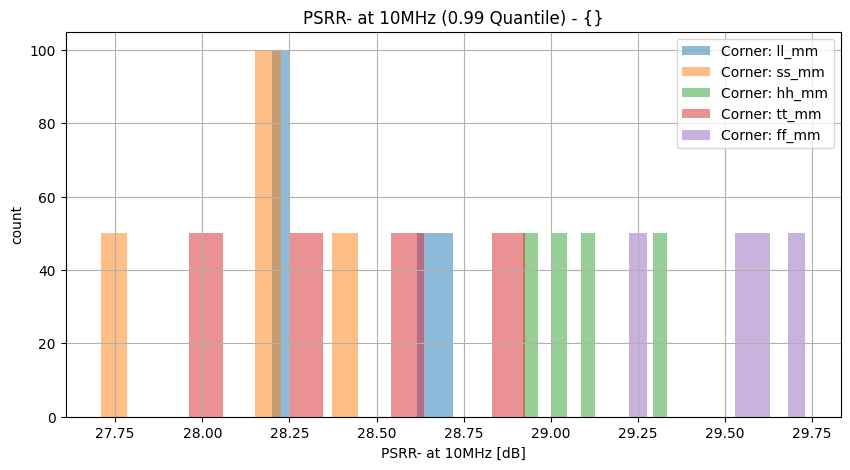 PSRR- at 10MHz (0.99 Quantile) - {}
Corner: ll_mm
Corner: ss_mm
Corner: hh_mm
Corner: tt_mm
Corner: ff_mm
count
100
80
60
40
20
0
27.75 28.00 28.25 28.50 28.75 29.00 29.25 29.50 29.75
PSRR- at 10MHz [dB]